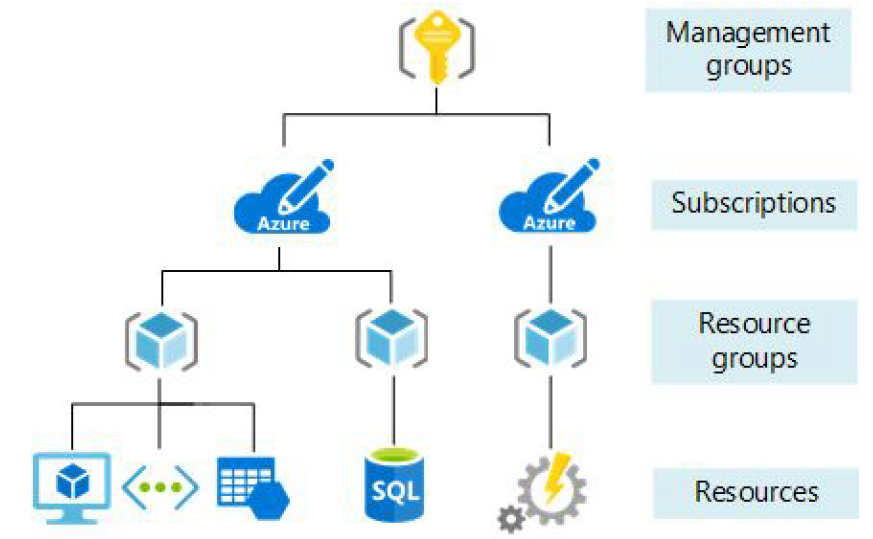 Management
groups
Azure
Azure
Subscriptions
Resource
groups
SQL
Resources